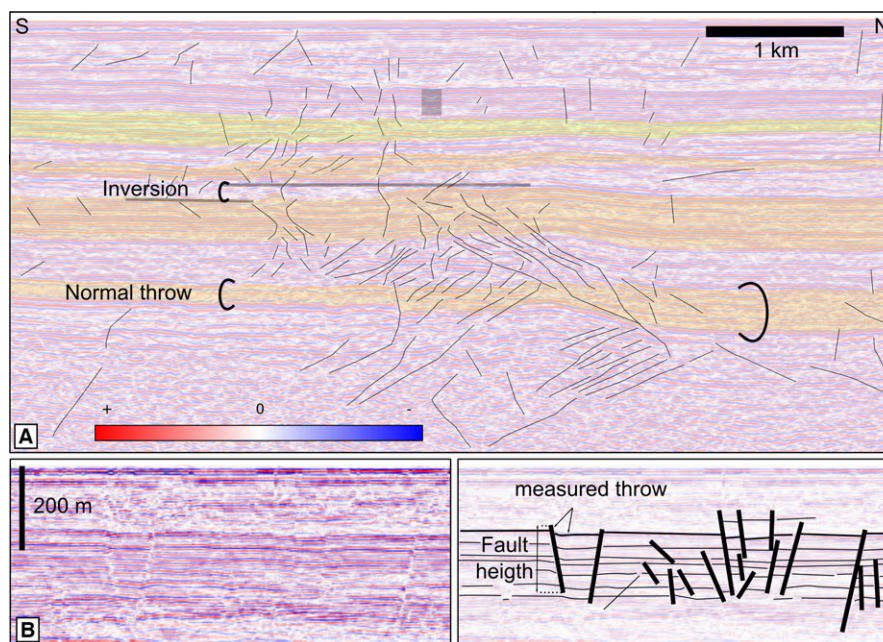 S
N
1 km
Inversion
Normal throw
+
0
-
A
B
200 m
measured throw
Fault
heigth